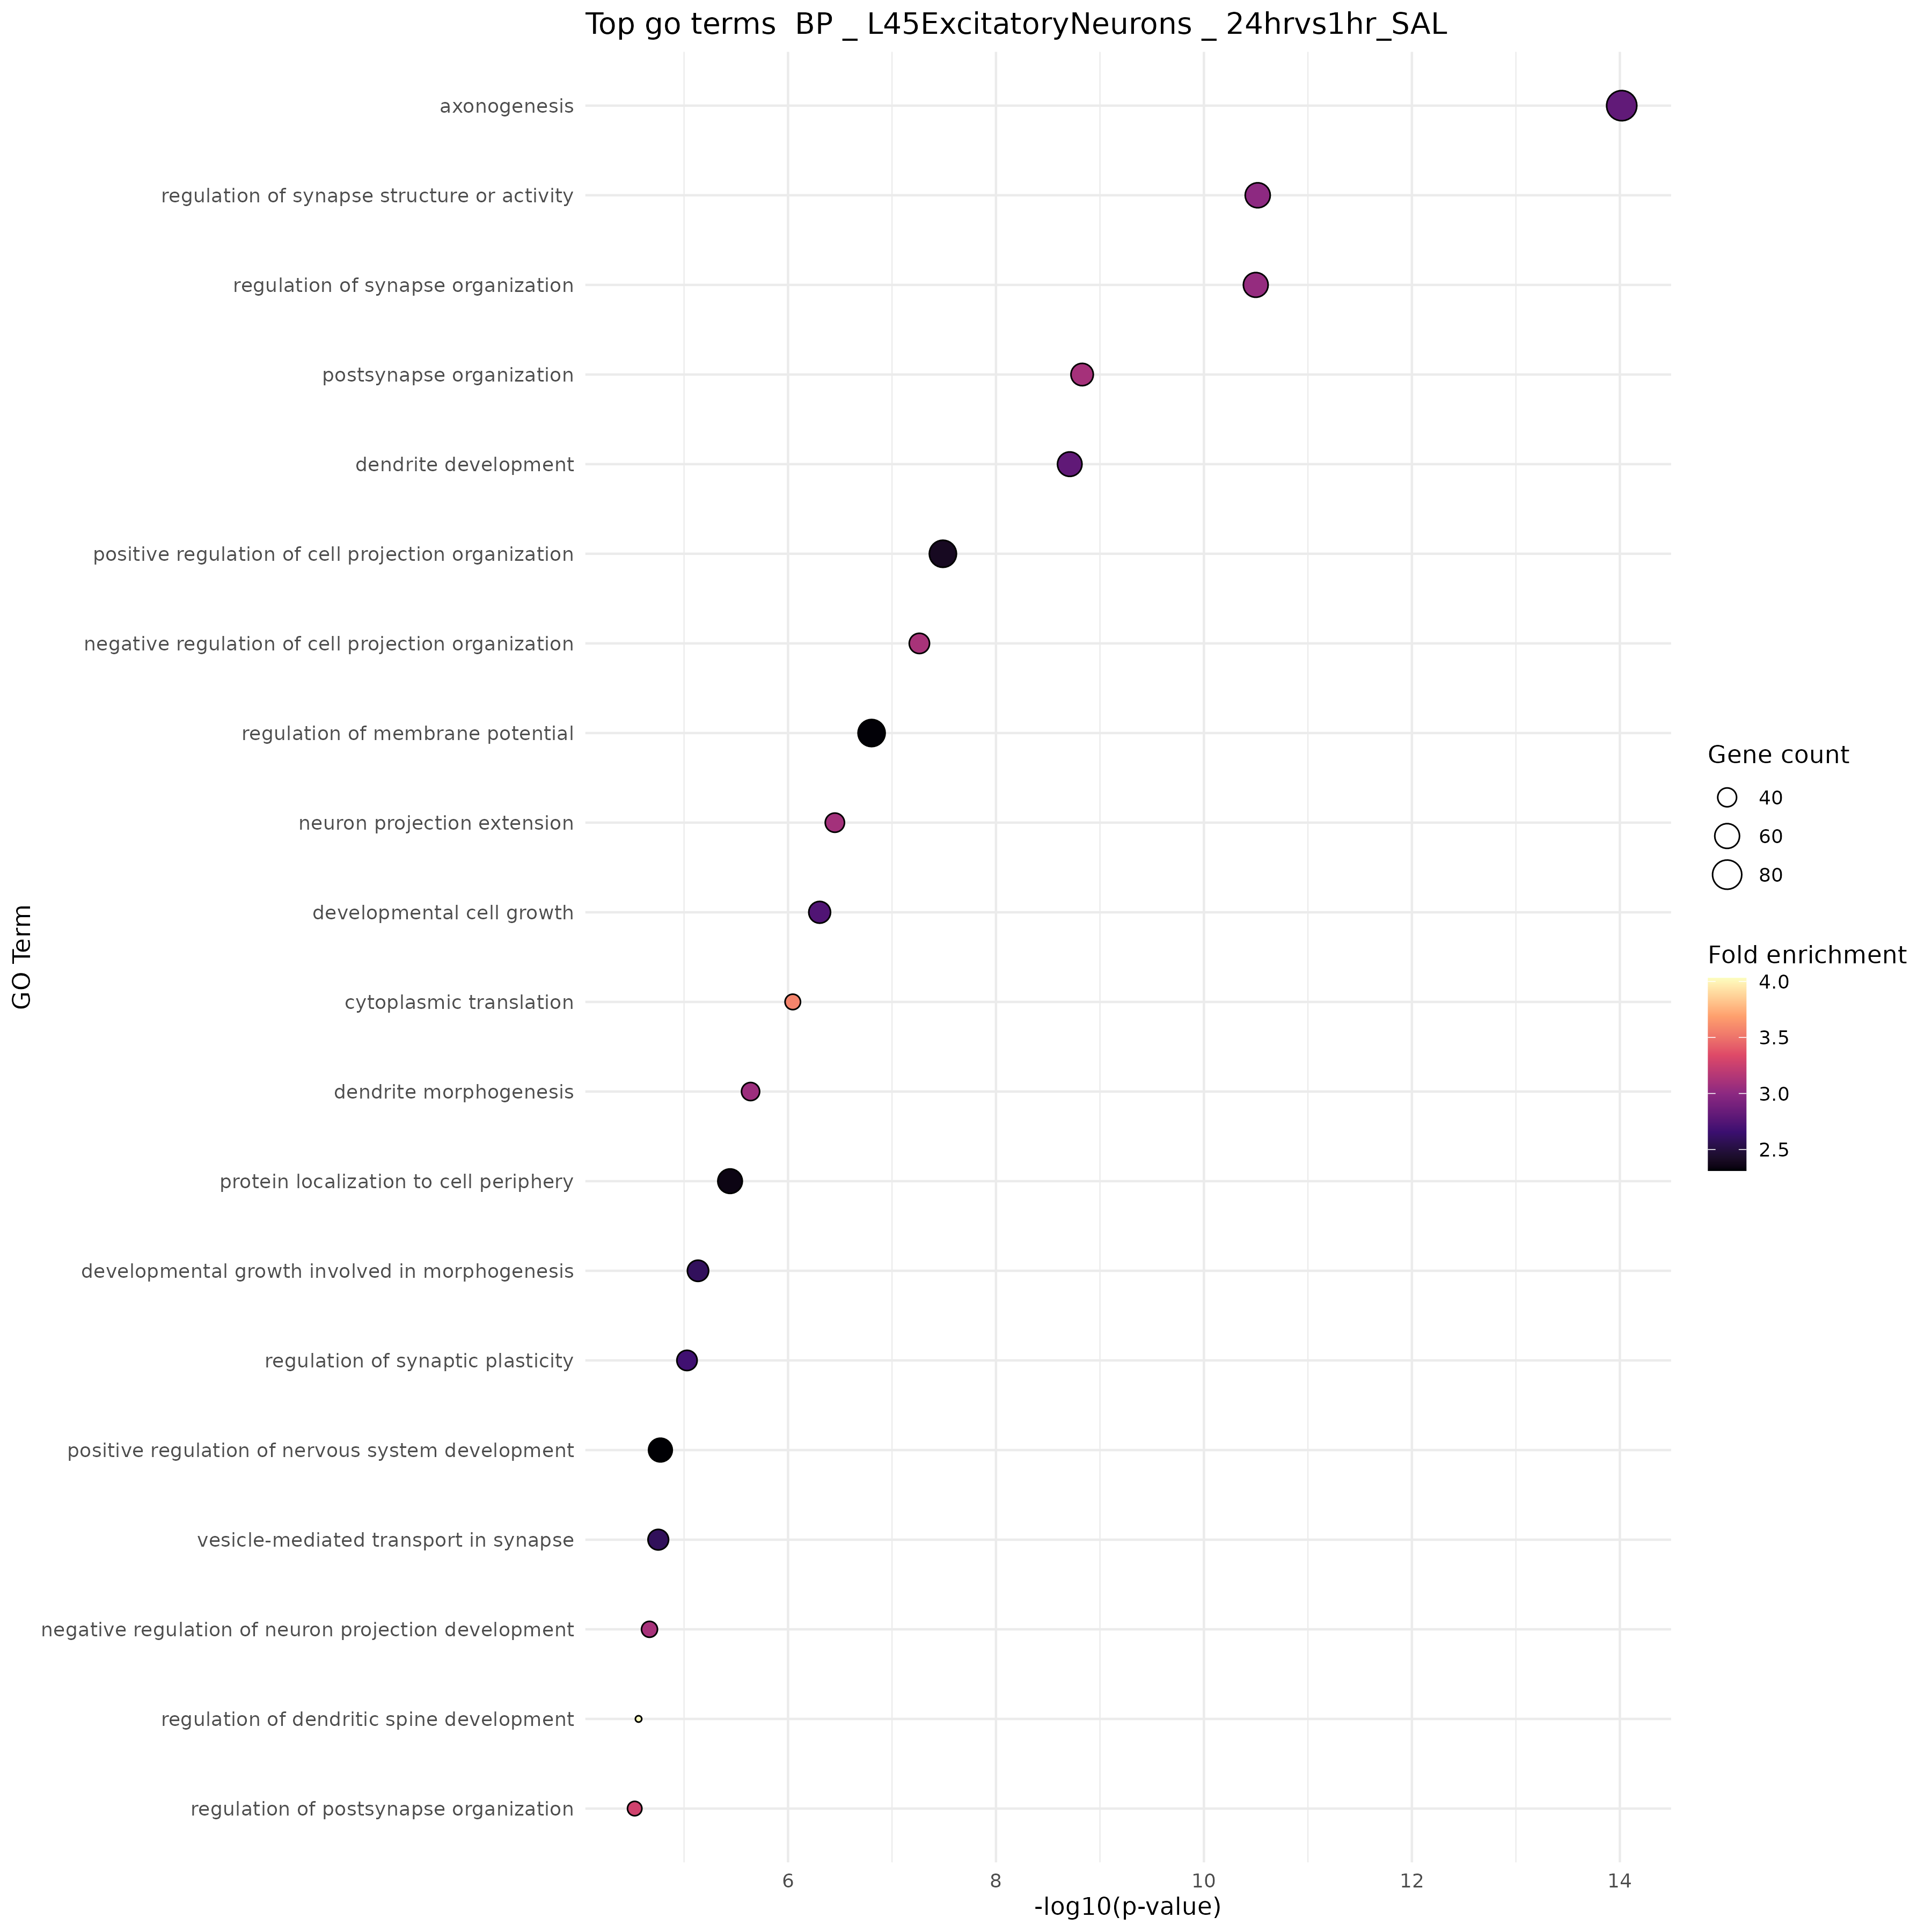 Top go terms  BP _ L45ExcitatoryNeurons _ 24hrvs1hr_SAL
axonogenesis
regulation of synapse structure or activity
regulation of synapse organization
postsynapse organization
dendrite development
positive regulation of cell projection organization
negative regulation of cell projection organization
regulation of membrane potential
neuron projection extension
developmental cell growth
cytoplasmic translation
dendrite morphogenesis
protein localization to cell periphery
developmental growth involved in morphogenesis
regulation of synaptic plasticity
positive regulation of nervous system development
vesicle-mediated transport in synapse
negative regulation of neuron projection development
regulation of dendritic spine development
regulation of postsynapse organization
GO Term
6 8 10 12 14
-log10(p-value)
Gene count
40
60
80
Fold enrichment
4.0
3.5
3.0
2.5